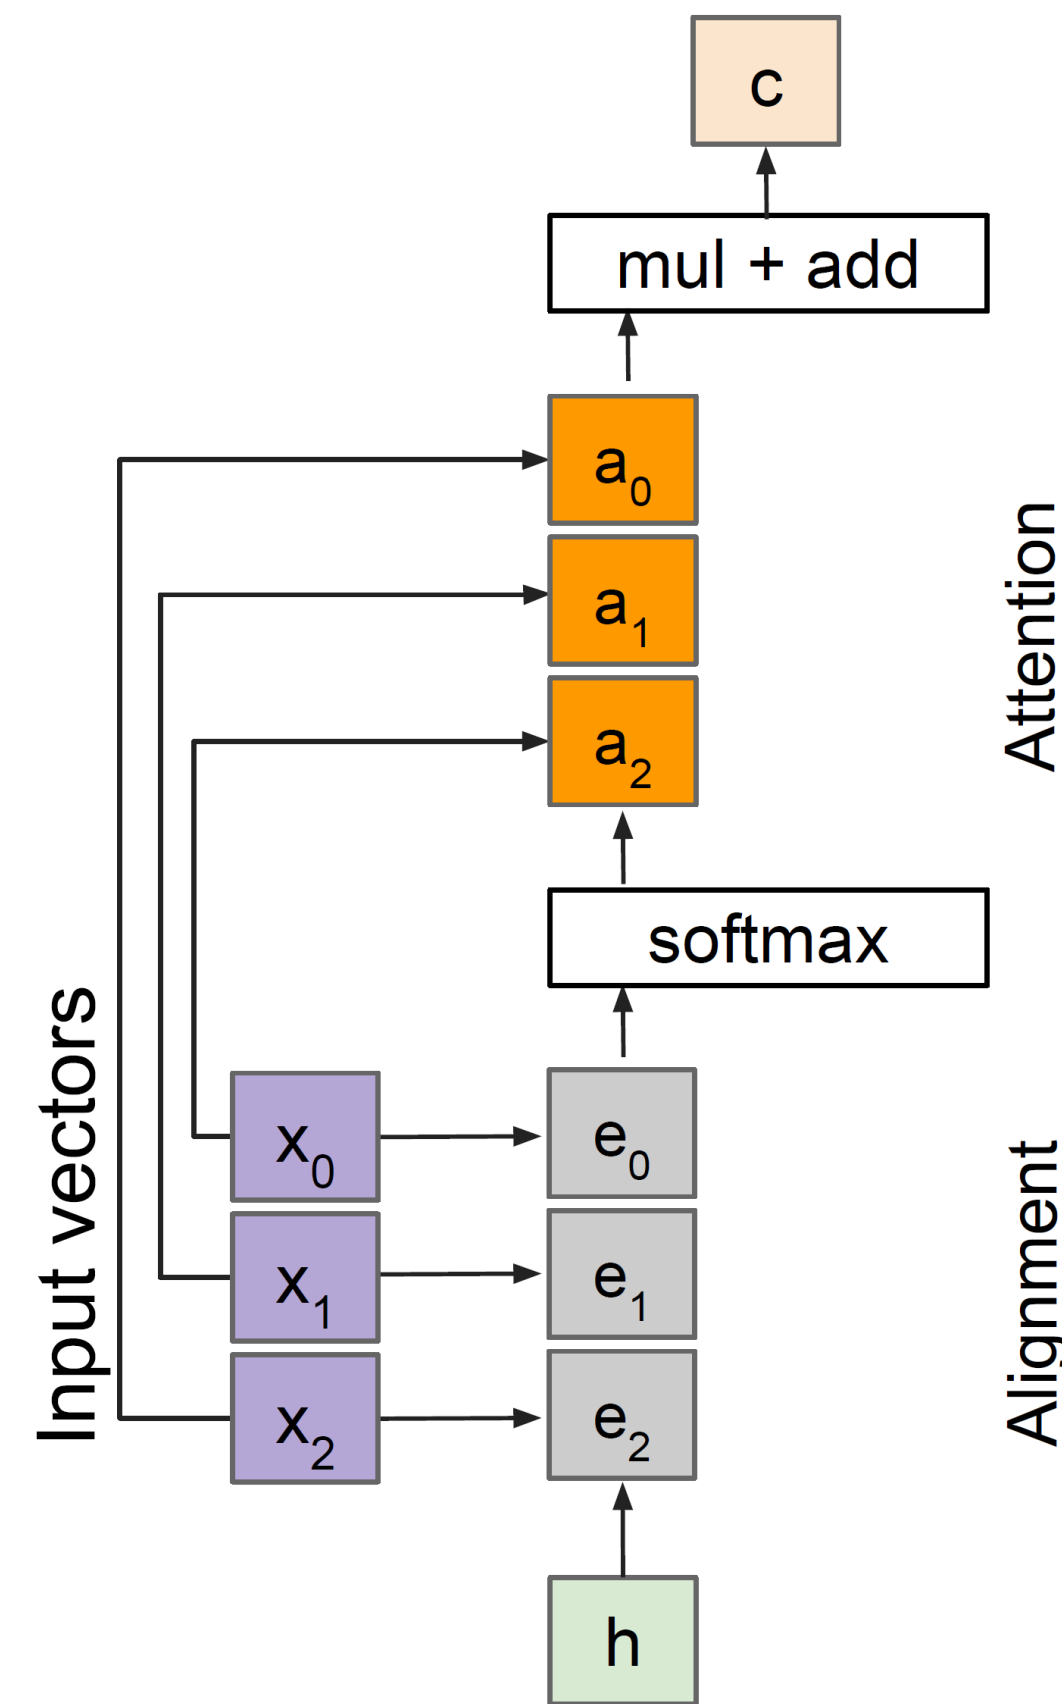 c
mul + add
a0
a1
a2
Attention
softmax
Input vectors
x0
e0
x1
e1
x2
e2
Alignment
h